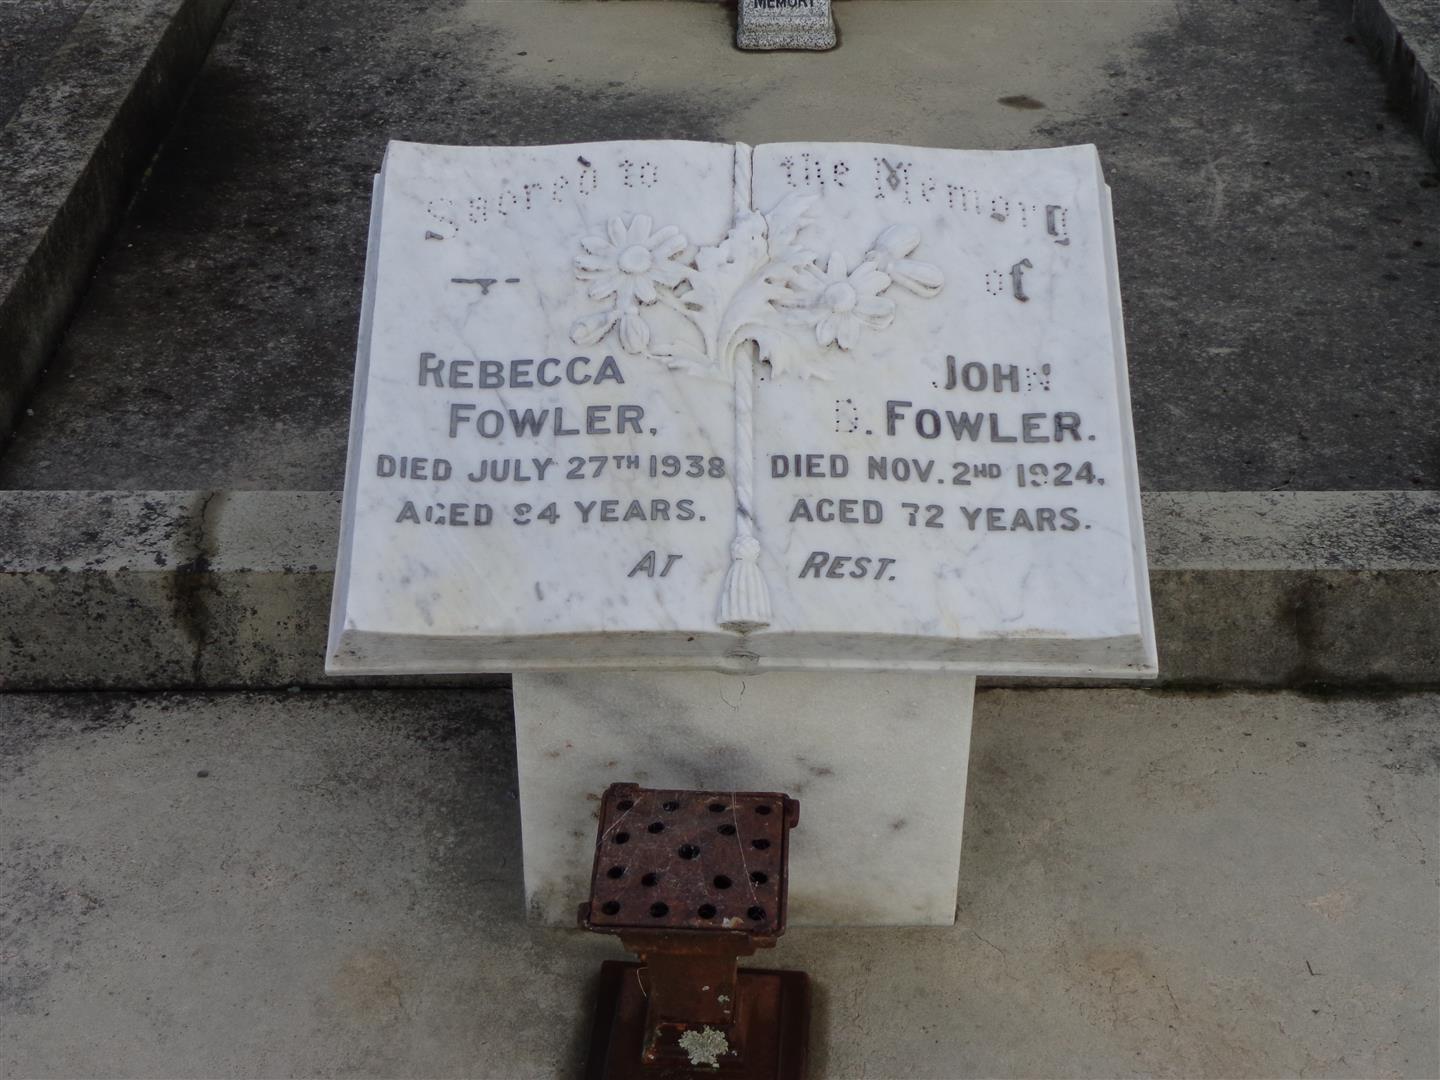 MEMORY
Sacred to the Memory
of
REBECCA
FOWLER,
DIED JULY 27TH 1938
AGED 84 YEARS.
JOHN
B. FOWLER.
DIED NOV. 2ND 1924,
AGED 72 YEARS.
AT REST.